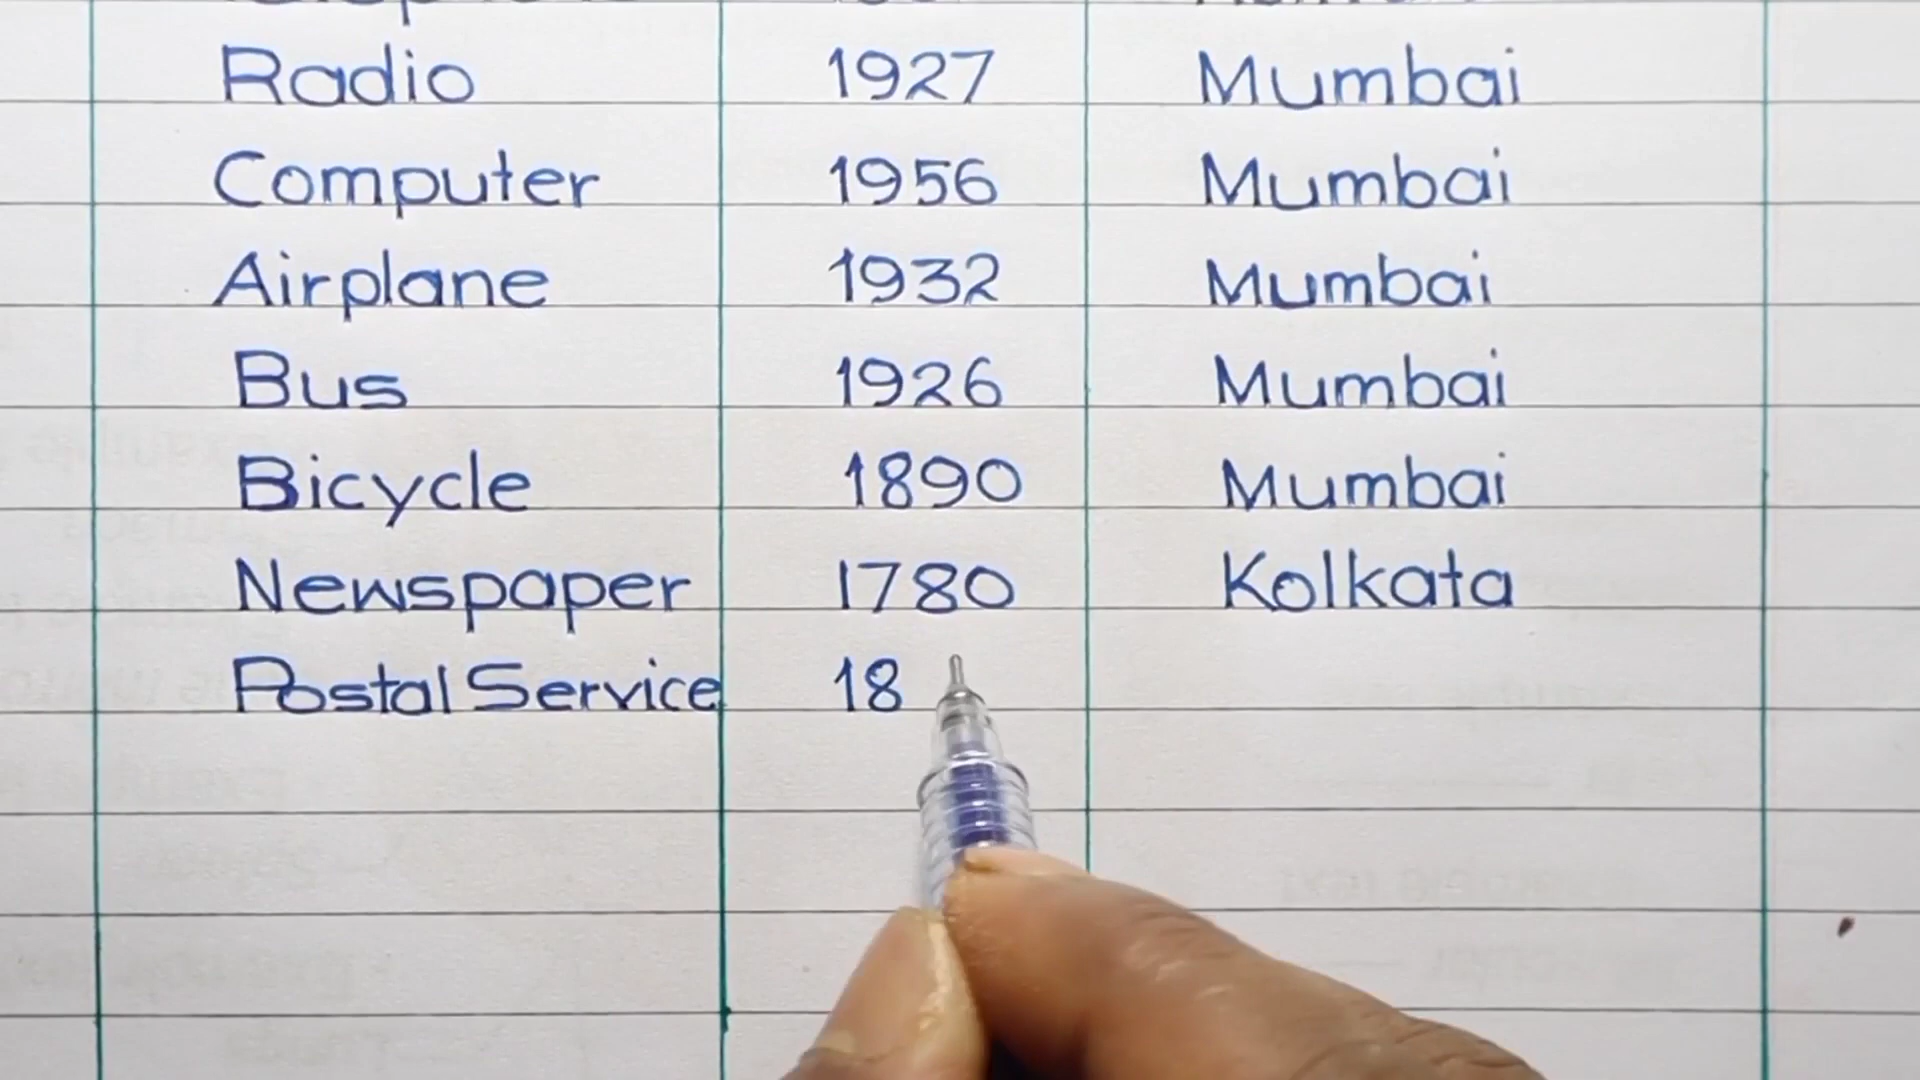 Radio 1927 Mumbai
Computer 1956 Mumbai
Airplane 1932 Mumbai
Bus 1926 Mumbai
Bicycle 1890 Mumbai
Newspaper 1780 Kolkata
Postal Service 18